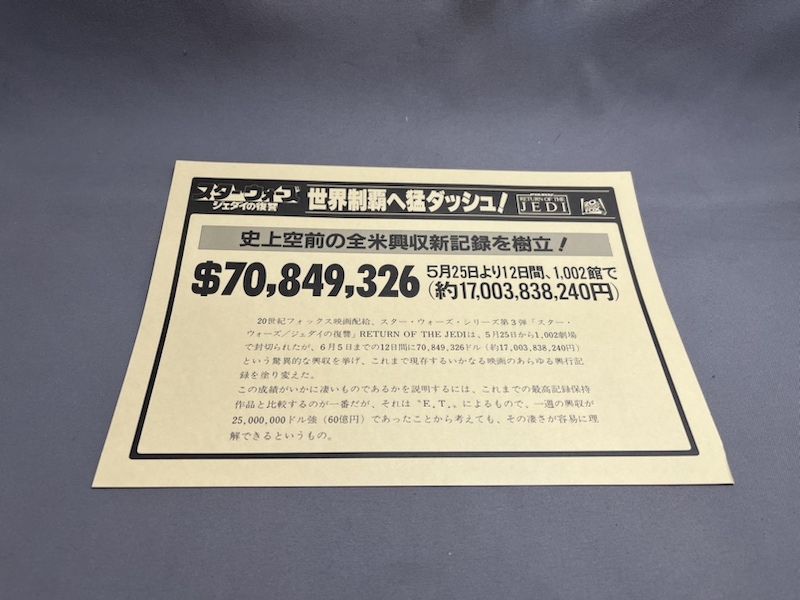 スター・ウォーズ
ジェダイの復讐
世界制覇へ猛ダッシュ!
RETURN OF THE
JEDI
史上空前の全米興収新記録を樹立!
$70,849,326
5月25日より12日間、1,002館で
(約17,003,838,240円)
20世紀フォックス映画配給、スター・ウォーズ・シリーズ第3弾「スター・
ウォーズ/ジェダイの復讐」RETURN OF THE JEDIは、5月25日から1,002劇場
で封切られたが、6月5日までの12日間に70,849,326ドル(約17,003,838,240円)
という驚異的な興収を挙げ、これまで現存するいかなる映画のあらゆる興行記
録を塗り変えた。
この成績がいかに凄いものであるかを説明するには、これまでの最高記録保持
作品と比較するのが一番だが、それは〝E.T.〟によるもので、一週の興収が
25,000,000ドル強(60億円)であったことから考えても、その凄さが容易に理
解できるというもの。